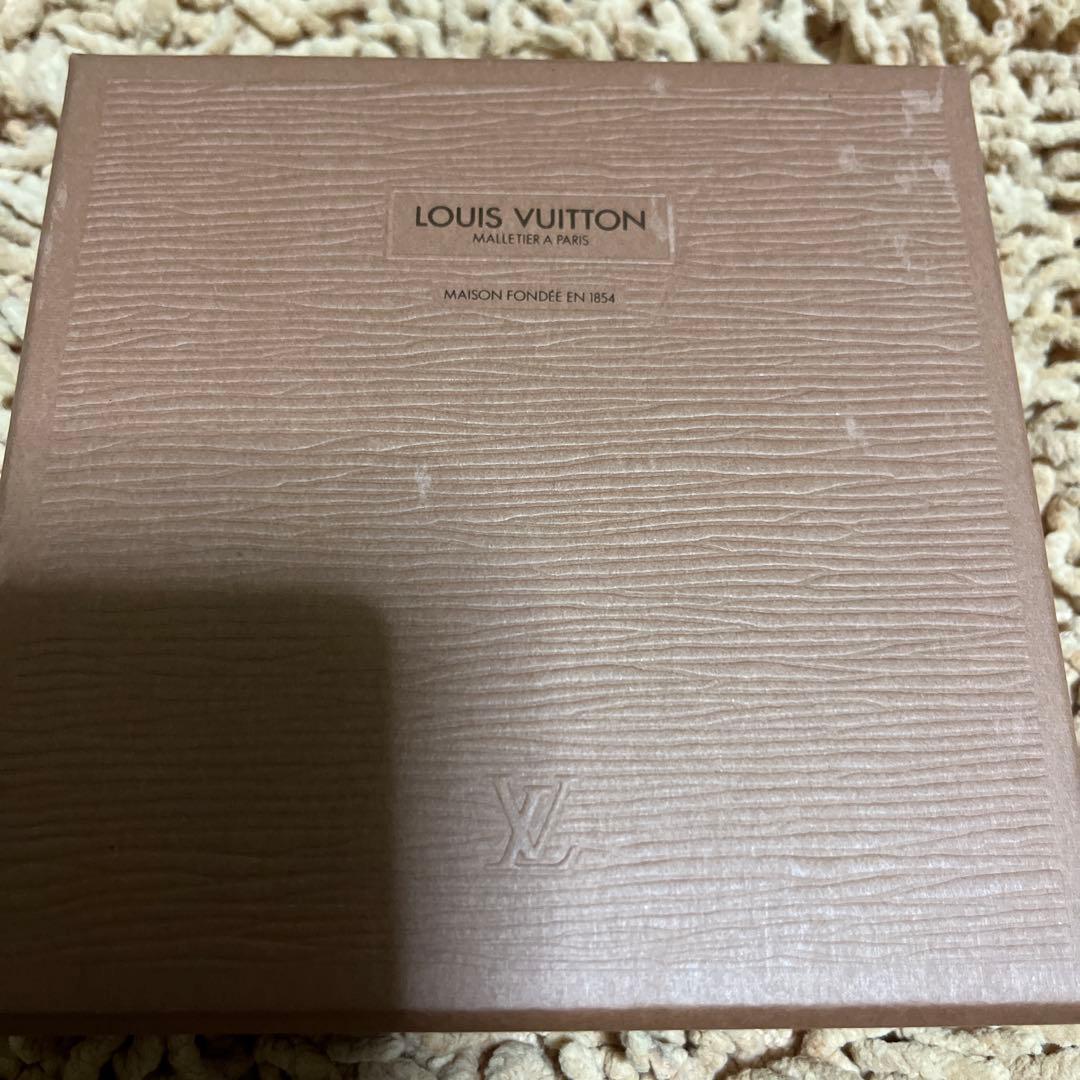 LOUIS VUITTON
MALLETIER A PARIS
MAISON FONDÉE EN 1854
LV